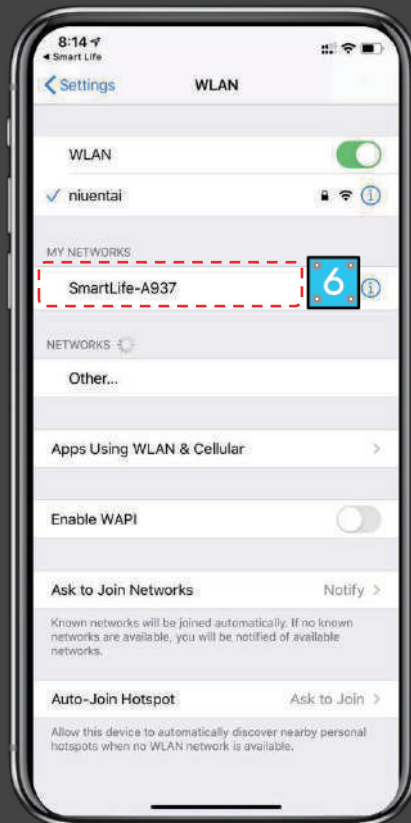 8:14
Smart Life
Settings
WLAN
WLAN
niuentai
MY NETWORKS
SmartLife-A937
6
NETWORKS
Other...
Apps Using WLAN & Cellular
Enable WAPI
Ask to Join Networks Notify
Known networks will be joined automatically. If no known
networks are available, you will be notified of available
networks.
Auto-Join Hotspot Ask to Join
Allow this device to automatically discover nearby personal
hotspots when no WLAN network is available.